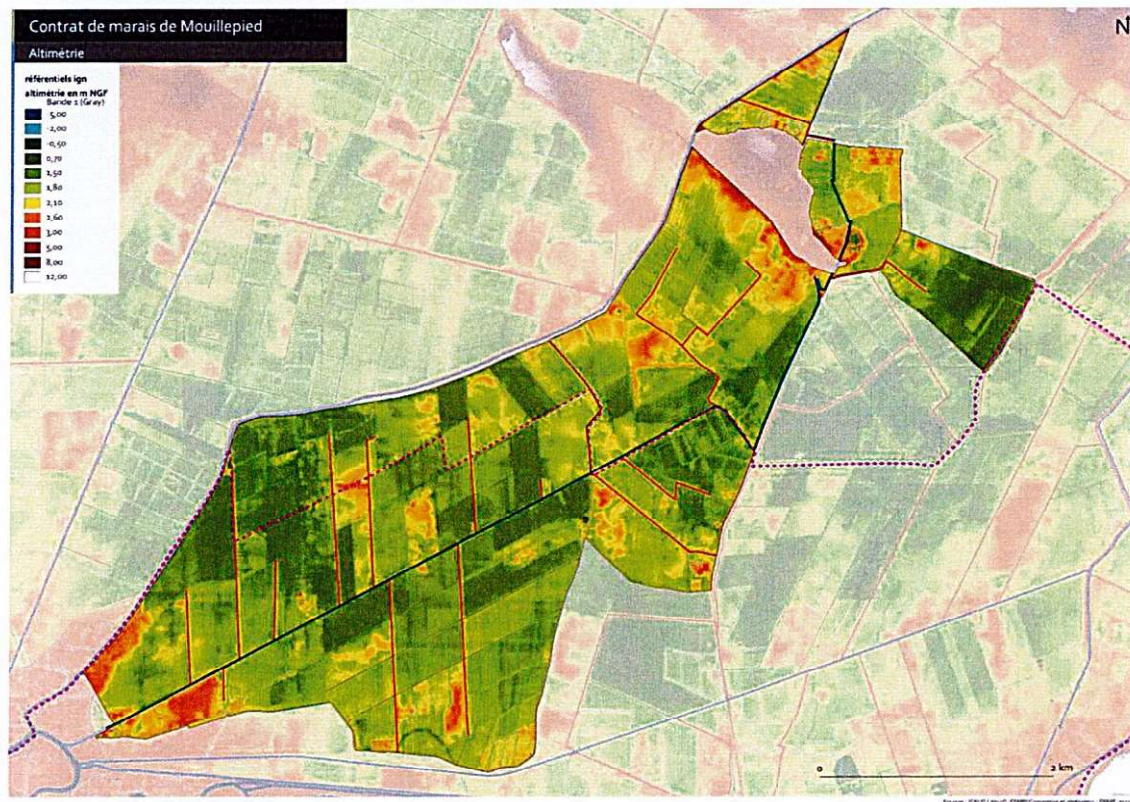 Contrat de marais de Mouillepied
Altimétrie
N
référentiels ign
altimétrie en m NGF
Bande 1 (Gray)
5,00
-2,00
-0,50
0,70
1,50
1,80
2,10
2,60
3,00
5,00
8,00
12,00
0 2 km